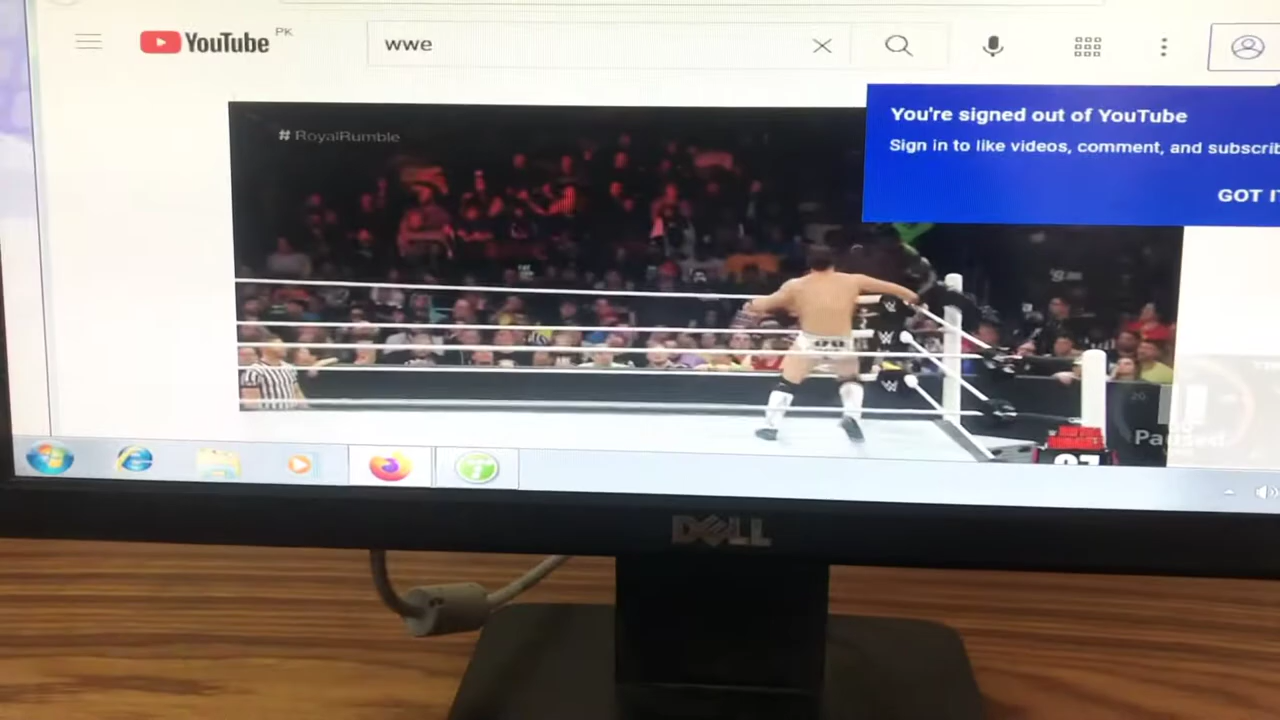 YouTube PK
wwe
You're signed out of YouTube
Sign in to like videos, comment, and subscrib
GOT IT
# RoyalRumble
W
W
W
Paused
DELL